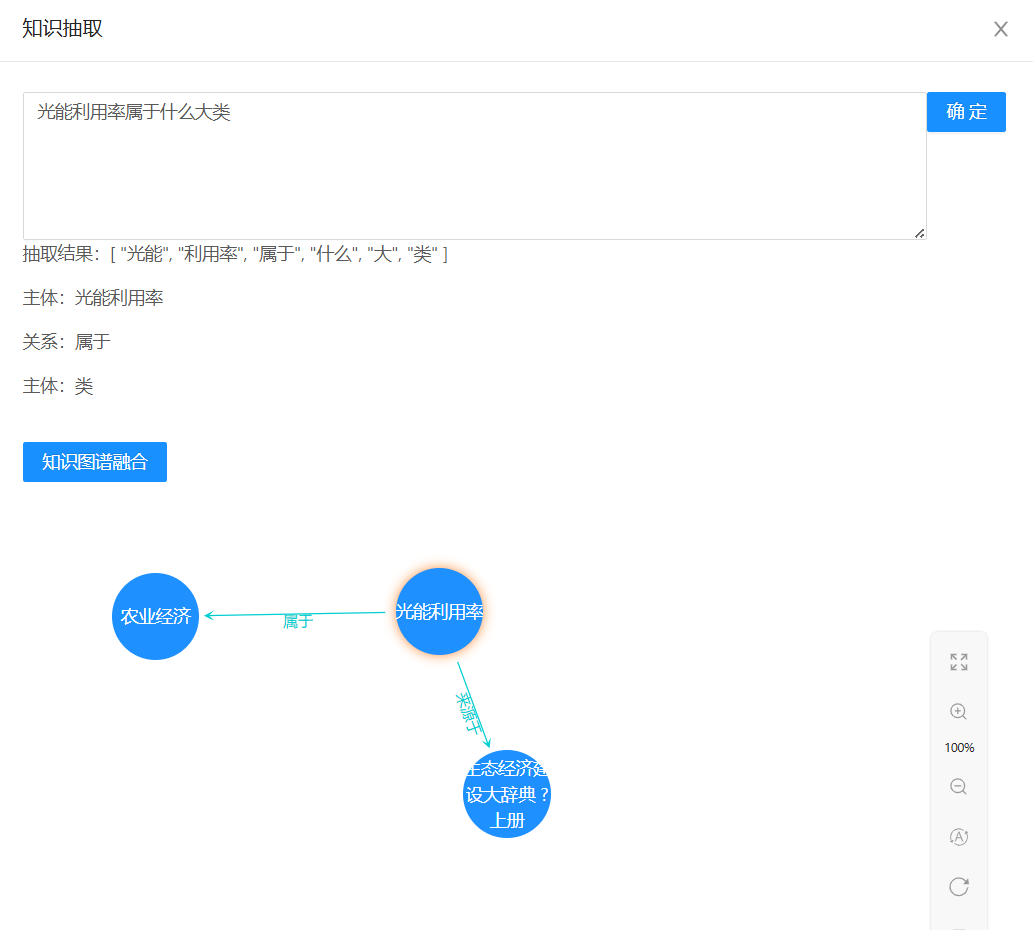 知识抽取
光能利用率属于什么大类
确 定
抽取结果：[ "光能", "利用率", "属于", "什么", "大", "类" ]
主体：光能利用率
关系：属于
主体：类
知识图谱融合
农业经济
属于
光能利用率
来源于
生态经济建
设大辞典？
上册
100%
A